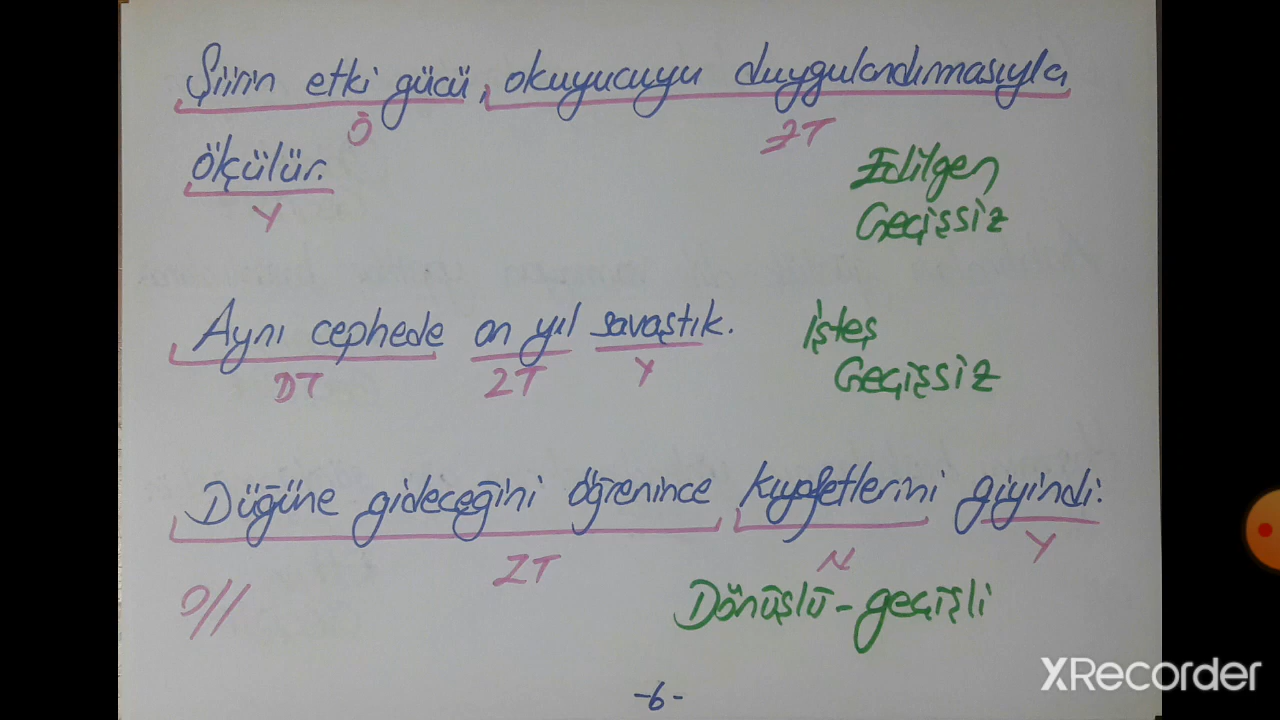 Şiirin etki gücü, okuyucuyu duygulandırmasıyla
Ö ZT
ölçülür.
Y
Edilgen
Geçişsiz
Aynı cephede on yıl savaştık.
DT ZT Y
İşteş
Geçişsiz
Düğüne gideceğini öğrenince kıyafetlerini giyindi.
ZT N Y
O//
Dönüşlü-geçişli
-6-
XRecorder